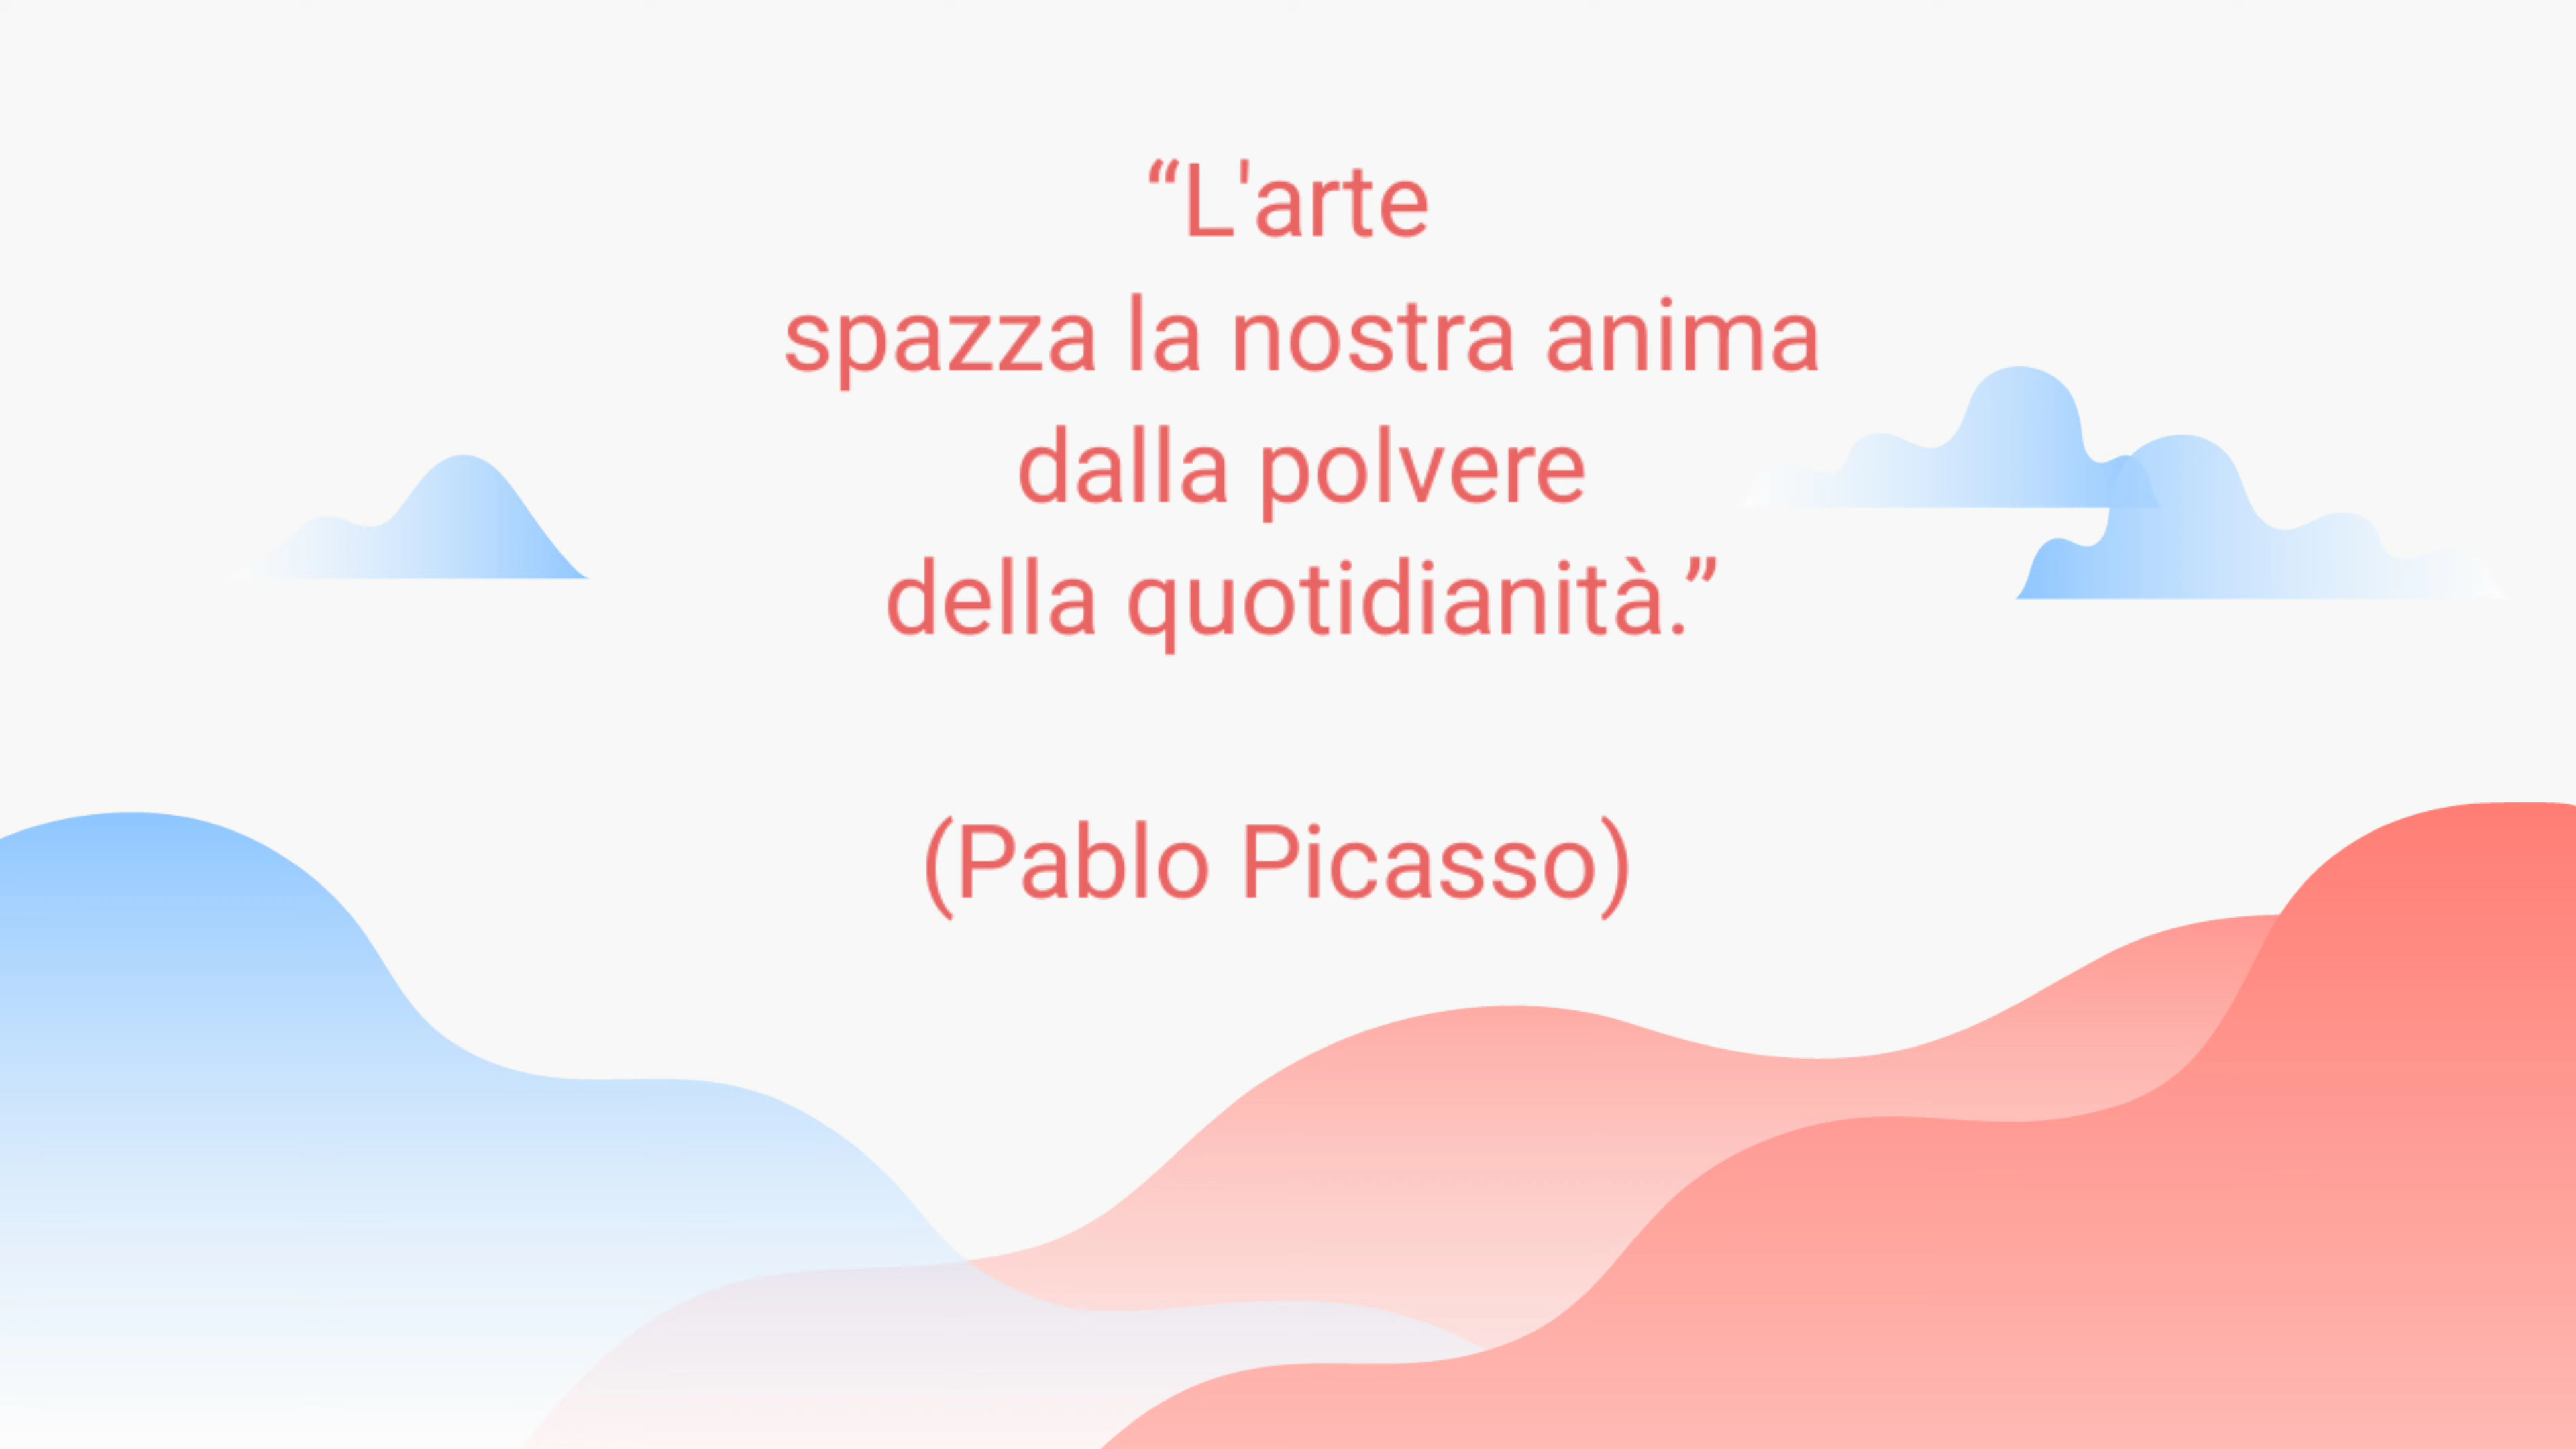 “L'arte
spazza la nostra anima
dalla polvere
della quotidianità.”
(Pablo Picasso)